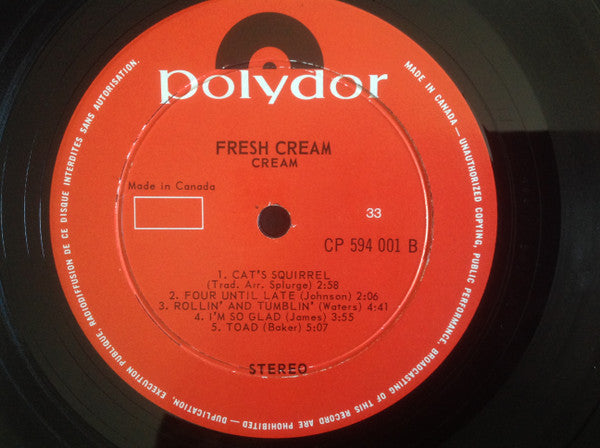 polydor
FRESH CREAM
CREAM
Made in Canada
33
CP 594 001 B
1. CAT'S SQUIRREL
(Trad. Arr. Splurge) 2:58
2. FOUR UNTIL LATE (Johnson) 2:06
3. ROLLIN' AND TUMBLIN' (Waters) 4:41
4. I'M SO GLAD (James) 3:55
5. TOAD (Baker) 5:07
STEREO
MADE IN CANADA — UNAUTHORIZED COPYING, PUBLIC PERFORMANCE, BROADCASTING OF THIS RECORD ARE PROHIBITED — DUPLICATION, EXECUTION PUBLIQUE, RADIODIFFUSION DE CE DISQUE INTERDITES SANS AUTORISATION.